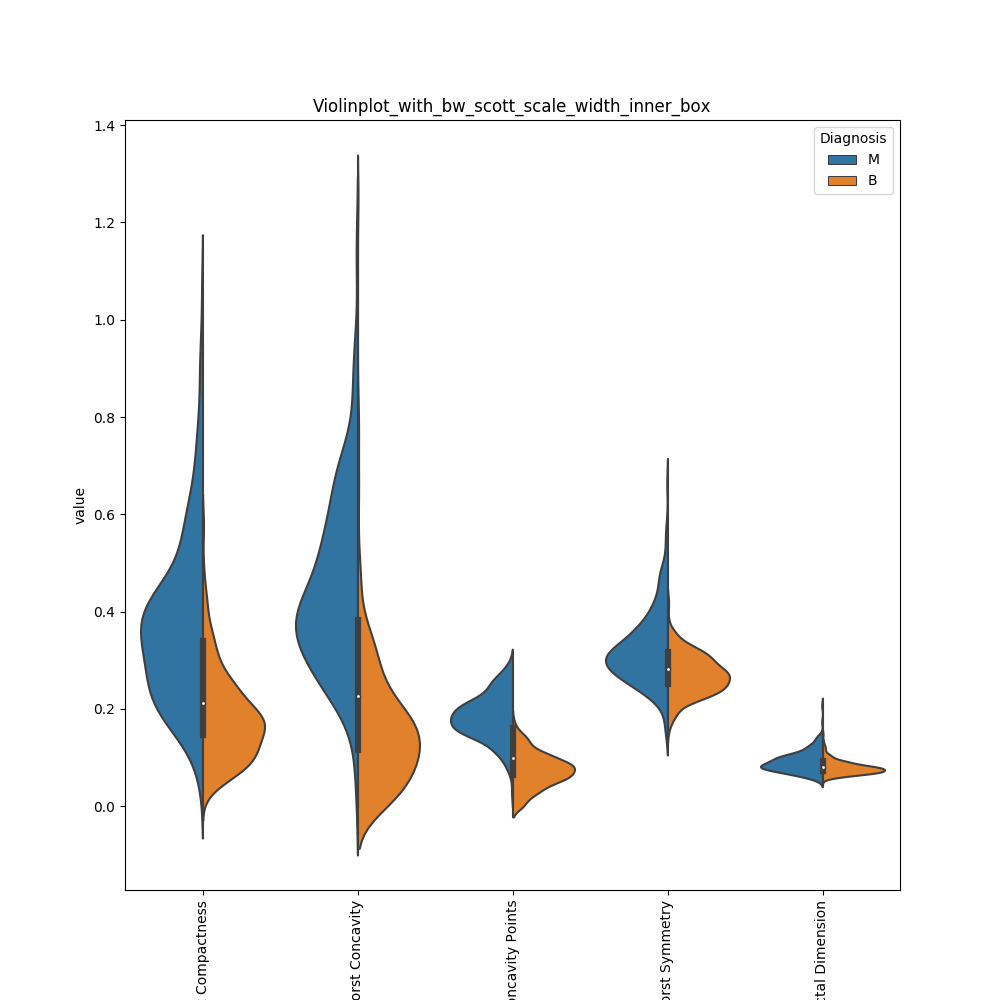 Violinplot_with_bw_scott_scale_width_inner_box
Diagnosis
M
B
value
1.4
1.2
1.0
0.8
0.6
0.4
0.2
0.0
Compactness
orst Concavity
oncavity Points
orst Symmetry
tal Dimension